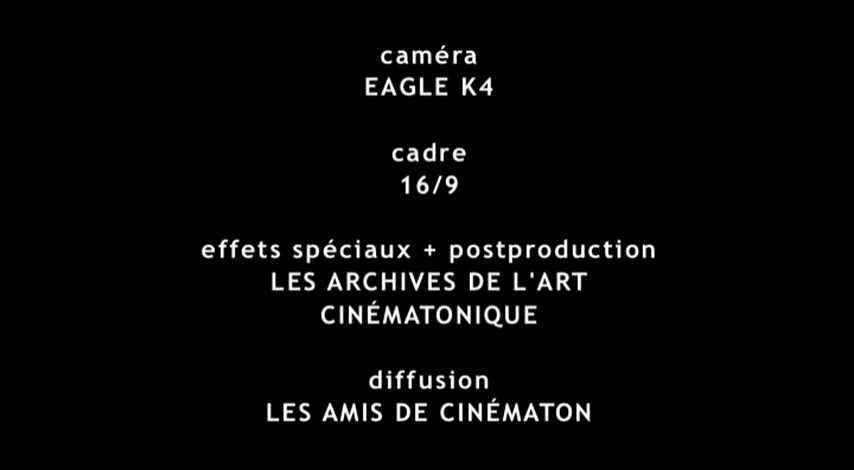 caméra
EAGLE K4
cadre
16/9
effets spéciaux + postproduction
LES ARCHIVES DE L'ART
CINÉMATONIQUE
diffusion
LES AMIS DE CINÉMATON